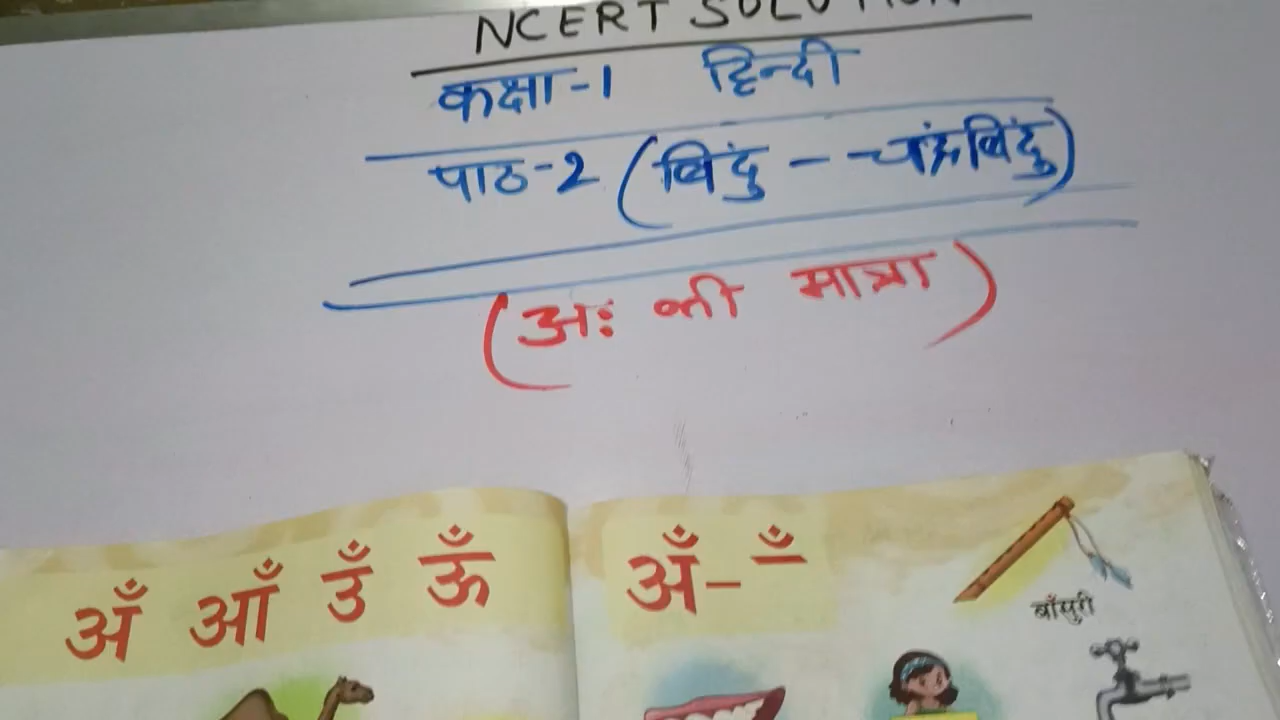 NCERT SOLUTION
कक्षा-1 हिन्दी
पाठ-2 (बिंदु - चंद्रबिंदु)
(अः की मात्रा)
अँ आँ उँ ऊँ
अँ- ँ
बाँसुरी